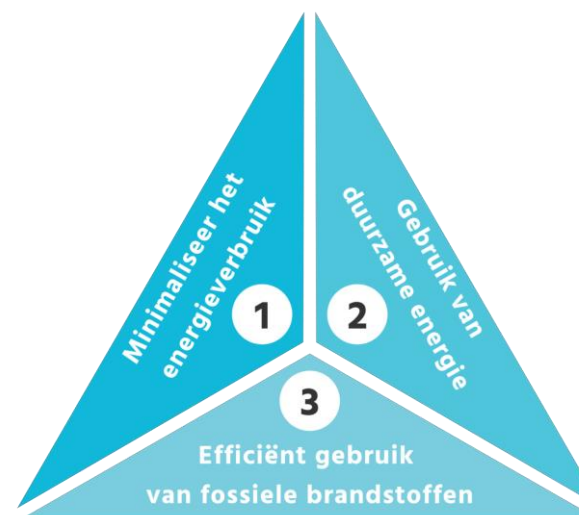 Minimaliseer het
energieverbruik
1
Gebruik van
duurzame energie
2
3
Efficiënt gebruik
van fossiele brandstoffen